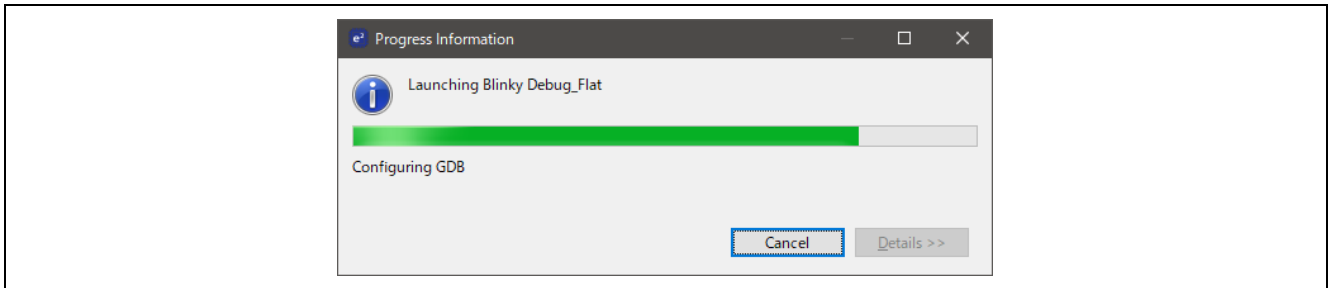 e² Progress Information
Launching Blinky Debug_Flat
Configuring GDB
Cancel
Details >>